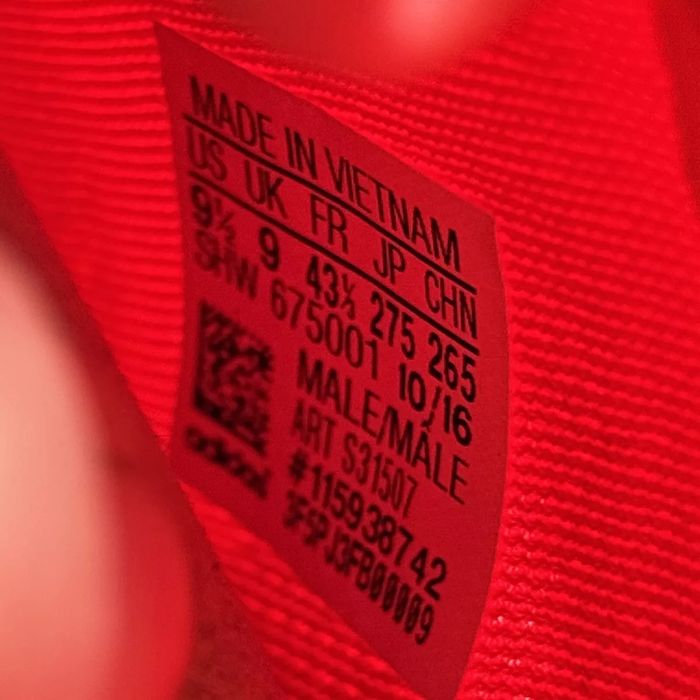 MADE IN VIETNAM
US UK FR JP CHN
9½ 9 43⅓ 275 265
SHW 675001 10/16
MALE/MÂLE
ART S31507
#115938742
adidas